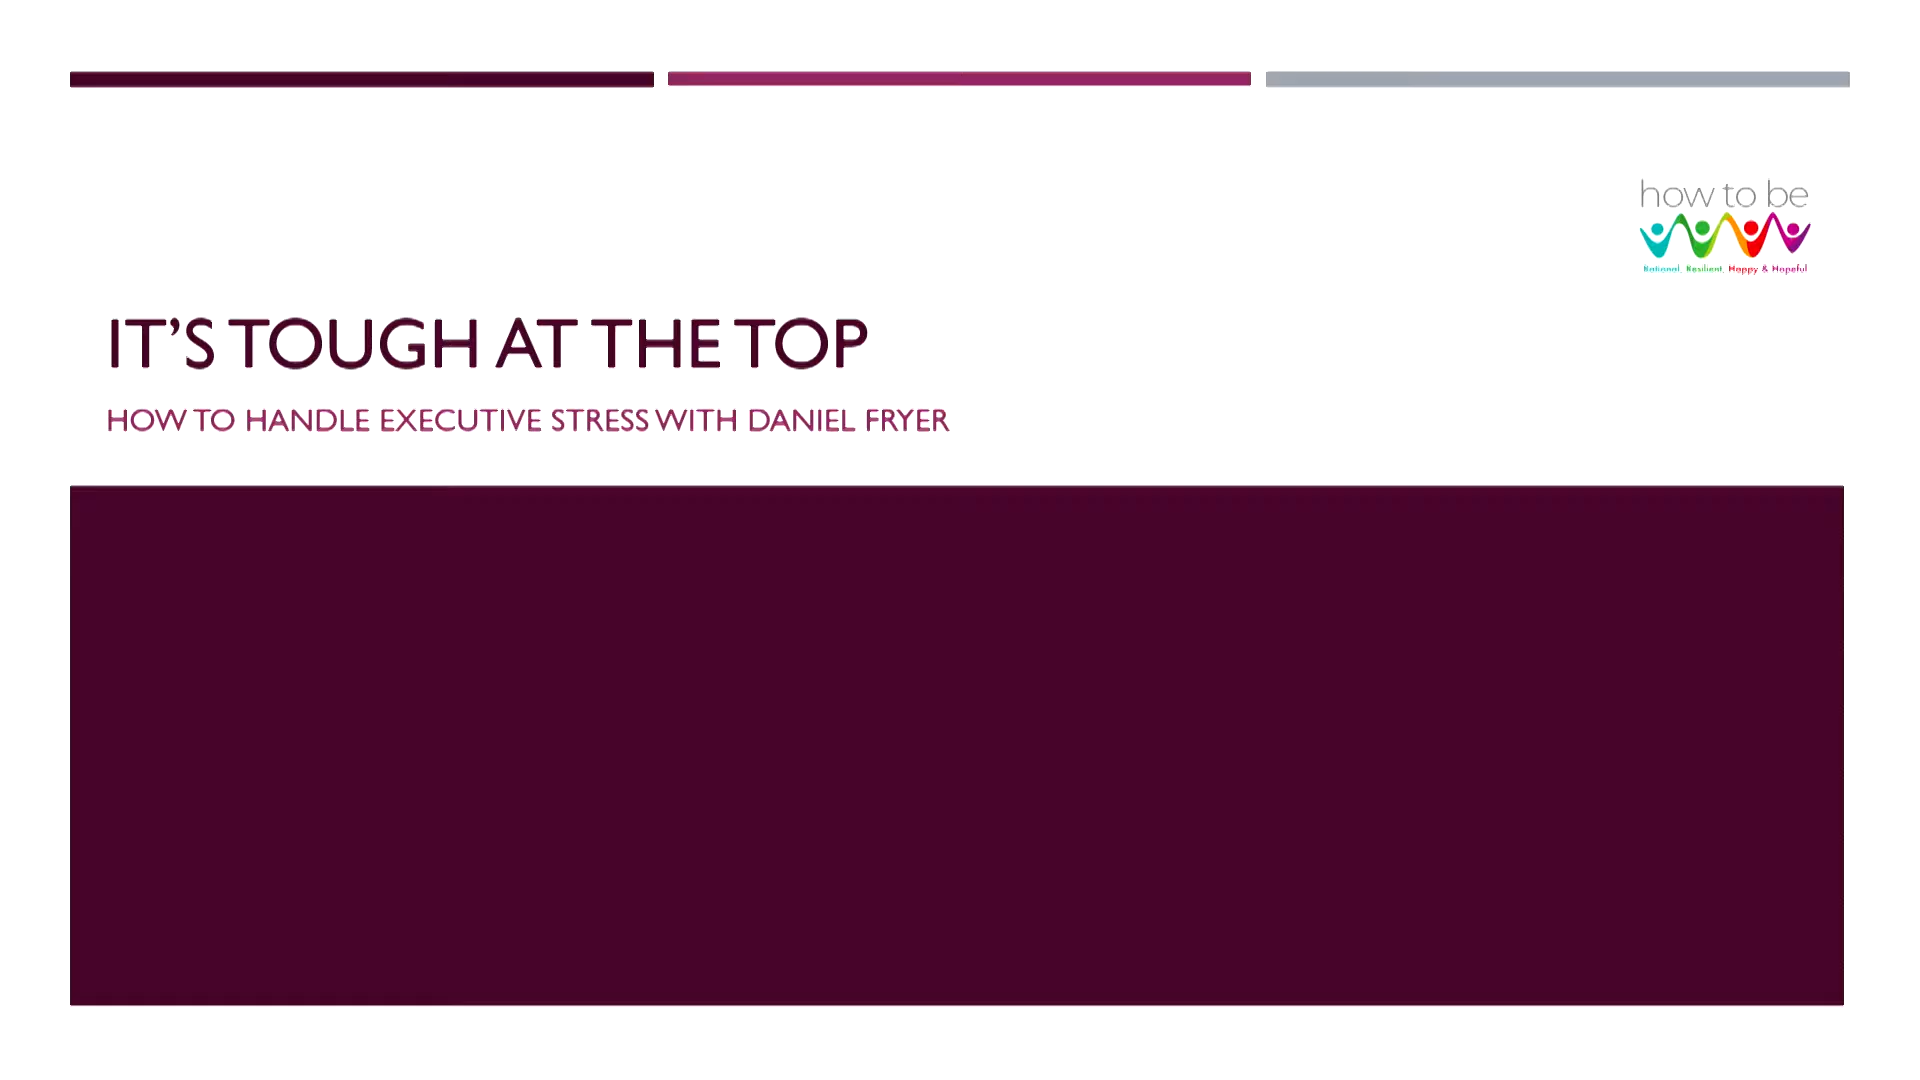 how to be
Rational, Resilient, Happy & Hopeful
IT’S TOUGH AT THE TOP
HOW TO HANDLE EXECUTIVE STRESS WITH DANIEL FRYER